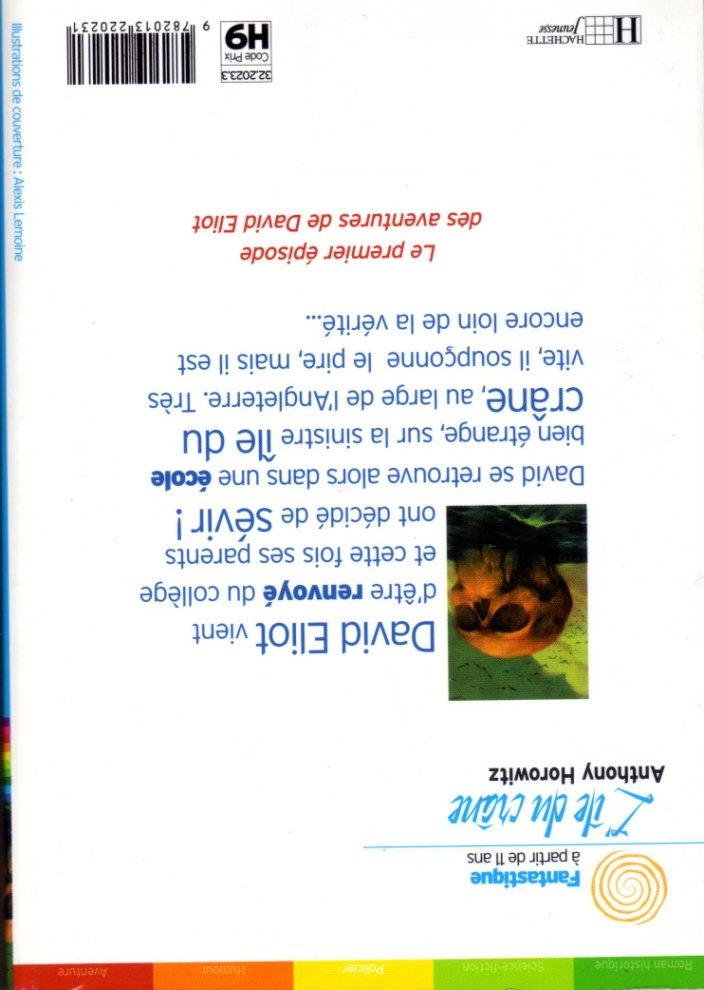 Roman historique Science-fiction Policier Humour Aventure
Fantastique
à partir de 11 ans
L'île du crâne
Anthony Horowitz
David Eliot vient
d'être renvoyé du collège
et cette fois ses parents
ont décidé de sévir !
David se retrouve alors dans une école
bien étrange, sur la sinistre île du
crâne, au large de l'Angleterre. Très
vite, il soupçonne le pire, mais il est
encore loin de la vérité...
Le premier épisode
des aventures de David Eliot
H
HACHETTE
Jeunesse
32.2023.3
Code Prix
H9
9 782013 220231
Illustrations de couverture : Alexis Lemoine